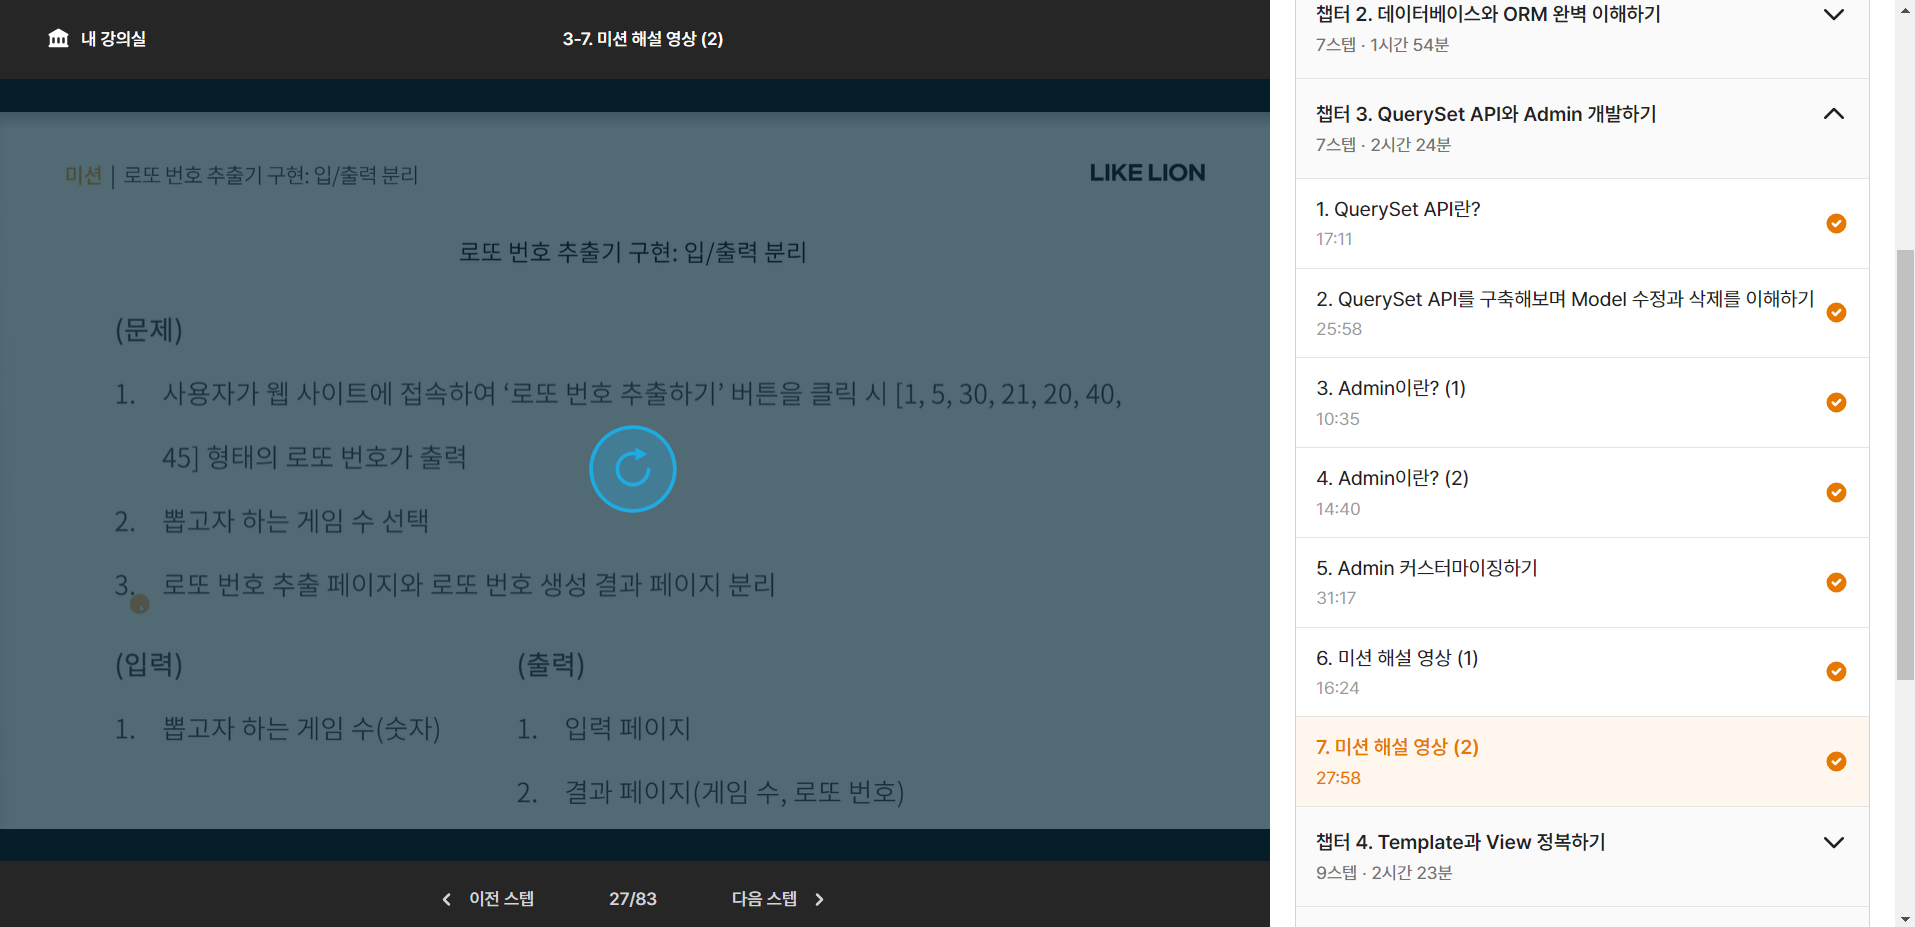 내 강의실
3-7. 미션 해설 영상 (2)
미션 | 로또 번호 추출기 구현: 입/출력 분리
LIKE LION
로또 번호 추출기 구현: 입/출력 분리
(문제)
1. 사용자가 웹 사이트에 접속하여 ‘로또 번호 추출하기’ 버튼을 클릭 시 [1, 5, 30, 21, 20, 40,
45] 형태의 로또 번호가 출력
2. 뽑고자 하는 게임 수 선택
3. 로또 번호 추출 페이지와 로또 번호 생성 결과 페이지 분리
(입력)
1. 뽑고자 하는 게임 수(숫자)
(출력)
1. 입력 페이지
2. 결과 페이지(게임 수, 로또 번호)
이전 스텝
27/83
다음 스텝
챕터 2. 데이터베이스와 ORM 완벽 이해하기
7스텝 · 1시간 54분
챕터 3. QuerySet API와 Admin 개발하기
7스텝 · 2시간 24분
1. QuerySet API란?
17:11
2. QuerySet API를 구축해보며 Model 수정과 삭제를 이해하기
25:58
3. Admin이란? (1)
10:35
4. Admin이란? (2)
14:40
5. Admin 커스터마이징하기
31:17
6. 미션 해설 영상 (1)
16:24
7. 미션 해설 영상 (2)
27:58
챕터 4. Template과 View 정복하기
9스텝 · 2시간 23분